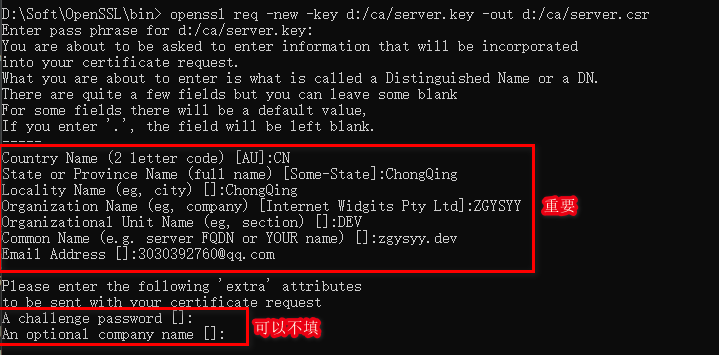 D:\Soft\OpenSSL\bin> openssl req -new -key d:/ca/server.key -out d:/ca/server.csr
Enter pass phrase for d:/ca/server.key:
You are about to be asked to enter information that will be incorporated
into your certificate request.
What you are about to enter is what is called a Distinguished Name or a DN.
There are quite a few fields but you can leave some blank
For some fields there will be a default value,
If you enter '.', the field will be left blank.
-----
Country Name (2 letter code) [AU]:CN
State or Province Name (full name) [Some-State]:ChongQing
Locality Name (eg, city) []:ChongQing
Organization Name (eg, company) [Internet Widgits Pty Ltd]:ZGYSYY
重要
Organizational Unit Name (eg, section) []:DEV
Common Name (e.g. server FQDN or YOUR name) []:zgysyy.dev
Email Address []:3030392760@qq.com
Please enter the following 'extra' attributes
to be sent with your certificate request
A challenge password []:
An optional company name []:
可以不填